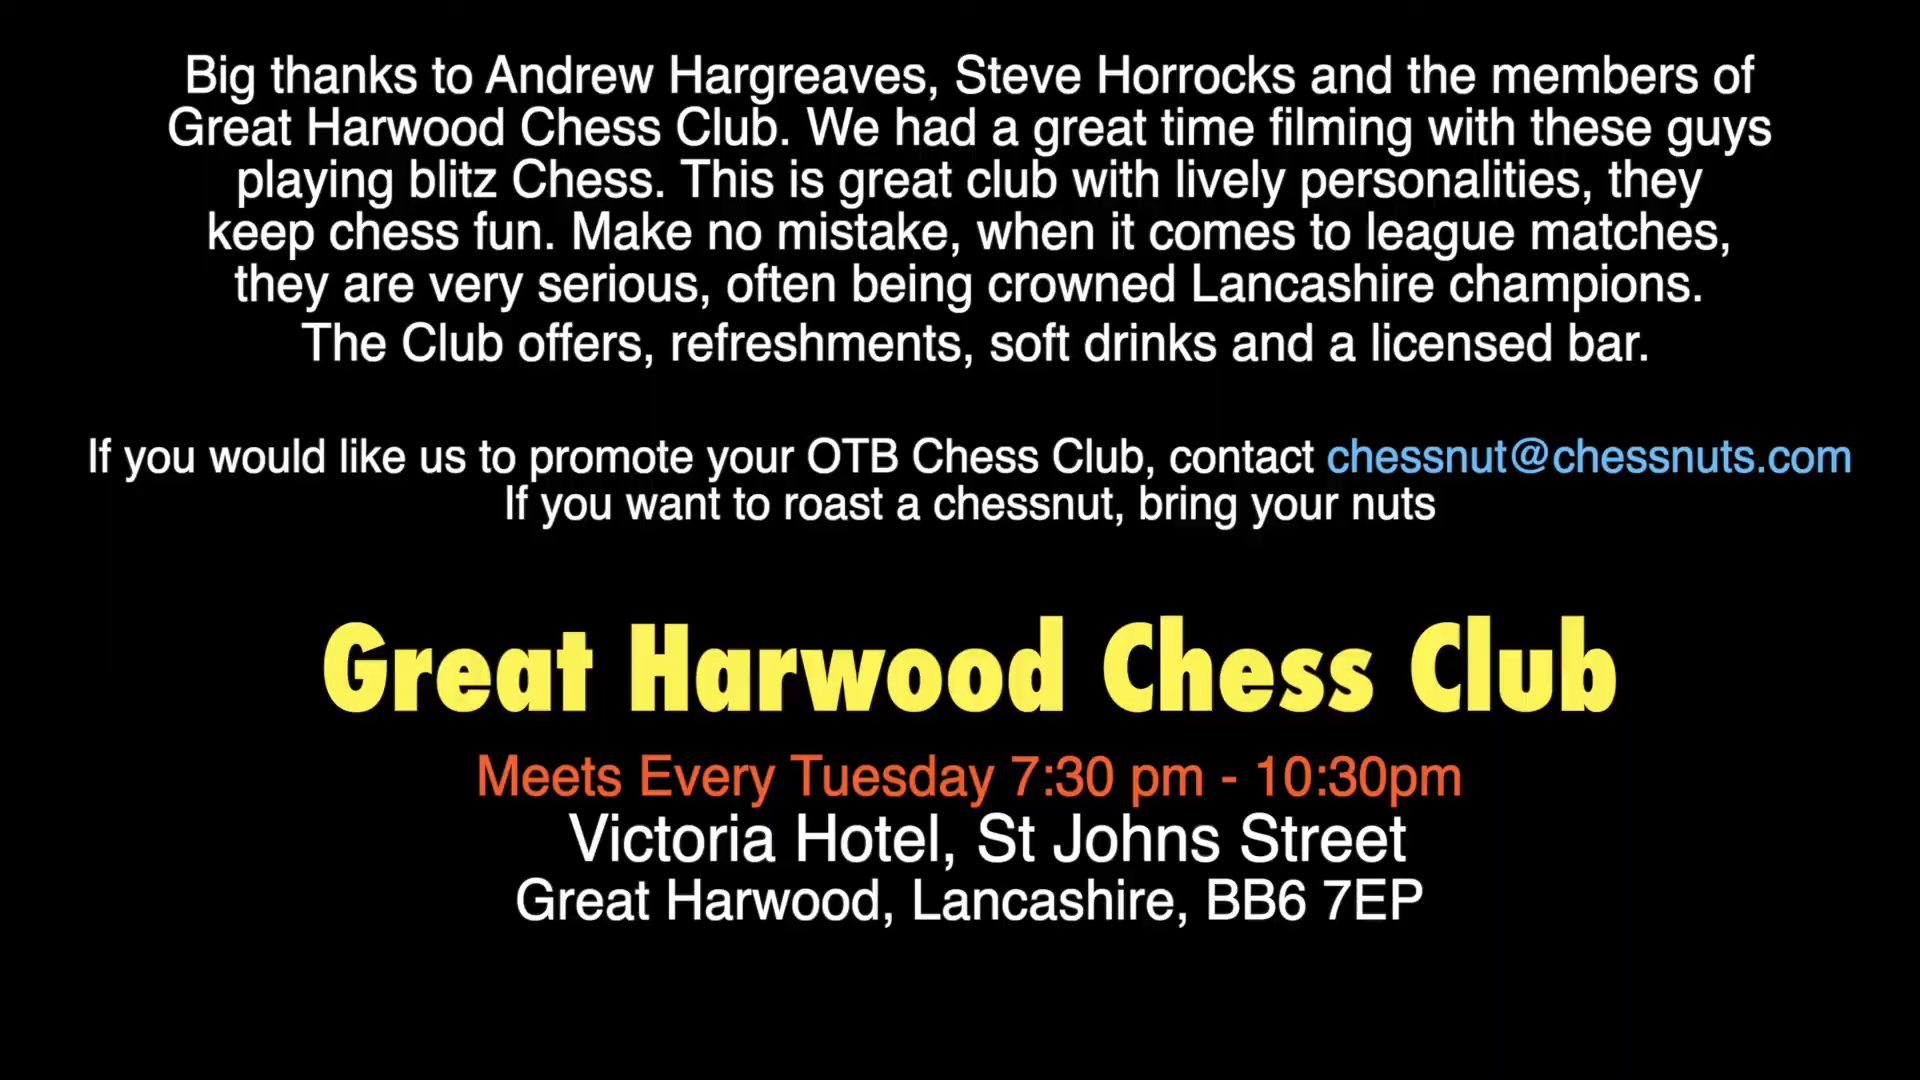 Big thanks to Andrew Hargreaves, Steve Horrocks and the members of
Great Harwood Chess Club. We had a great time filming with these guys
playing blitz Chess. This is great club with lively personalities, they
keep chess fun. Make no mistake, when it comes to league matches,
they are very serious, often being crowned Lancashire champions.
The Club offers, refreshments, soft drinks and a licensed bar.
If you would like us to promote your OTB Chess Club, contact chessnut@chessnuts.com
If you want to roast a chessnut, bring your nuts
Great Harwood Chess Club
Meets Every Tuesday 7:30 pm - 10:30pm
Victoria Hotel, St Johns Street
Great Harwood, Lancashire, BB6 7EP